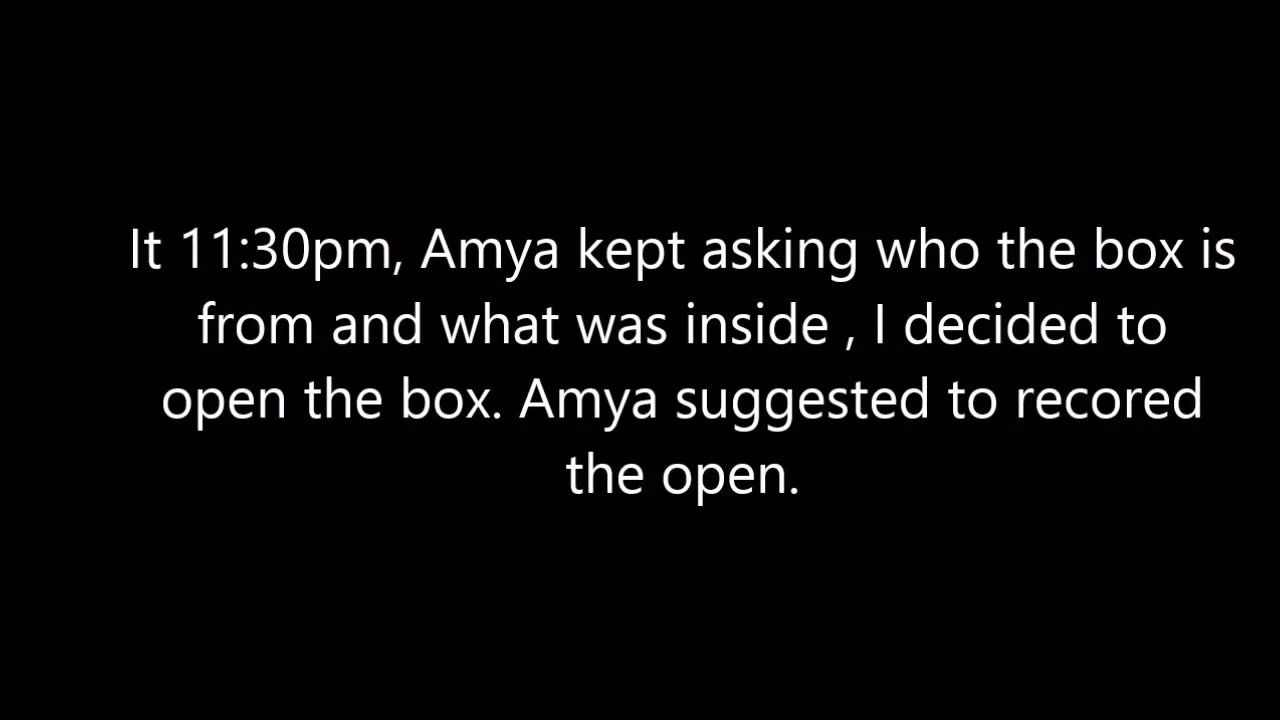 It 11:30pm, Amya kept asking who the box is
from and what was inside , I decided to
open the box. Amya suggested to recored
the open.